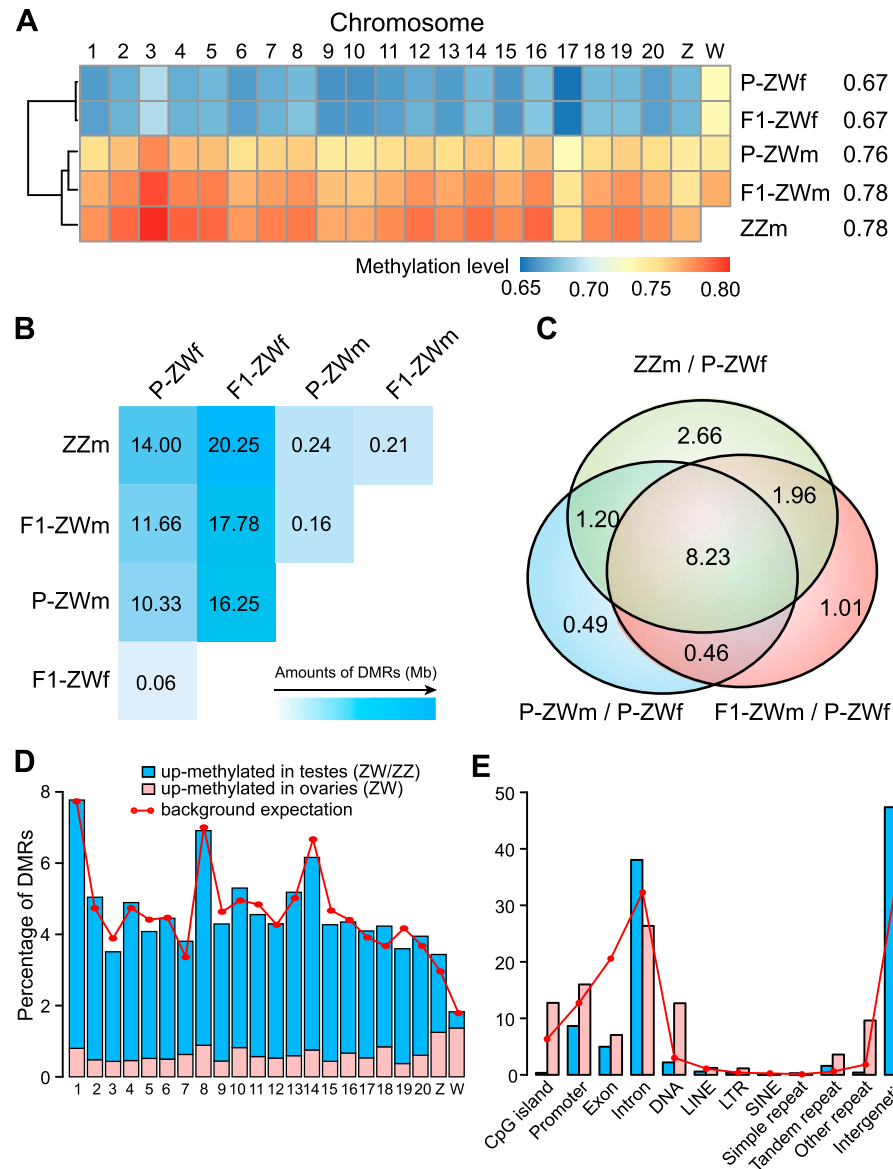 A
Chromosome
1 2 3 4 5 6 7 8 9 10 11 12 13 14 15 16 17 18 19 20 Z W
P-ZWf 0.67
F1-ZWf 0.67
P-ZWm 0.76
F1-ZWm 0.78
ZZm 0.78
Methylation level
0.65 0.70 0.75 0.80
B
P-ZWf F1-ZWf P-ZWm F1-ZWm
ZZm 14.00 20.25 0.24 0.21
F1-ZWm 11.66 17.78 0.16
P-ZWm 10.33 16.25
F1-ZWf 0.06
Amounts of DMRs (Mb)
C
ZZm / P-ZWf
2.66
1.20 1.96
8.23
0.49 1.01
0.46
P-ZWm / P-ZWf F1-ZWm / P-ZWf
D
up-methylated in testes (ZW/ZZ)
up-methylated in ovaries (ZW)
background expectation
Percentage of DMRs
8
6
4
2
0
1 2 3 4 5 6 7 8 9 10 11 12 13 14 15 16 17 18 19 20 Z W
E
50
40
30
20
10
0
CpG island
Promoter
Exon
Intron
DNA
LINE
LTR
SINE
Simple repeat
Tandem repeat
Other repeat